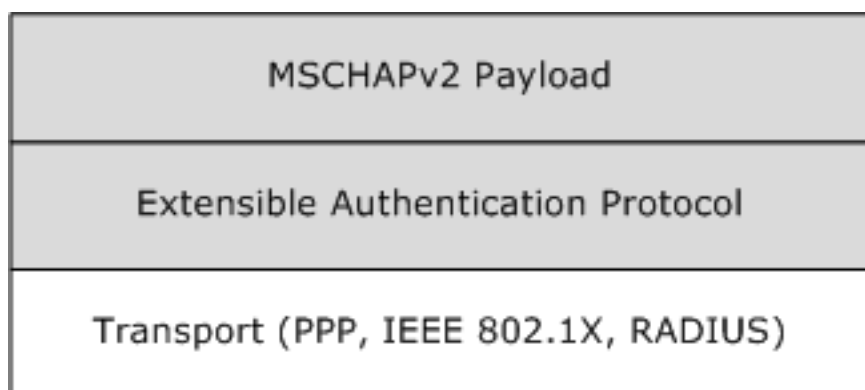 MSCHAPv2 Payload
Extensible Authentication Protocol
Transport (PPP, IEEE 802.1X, RADIUS)